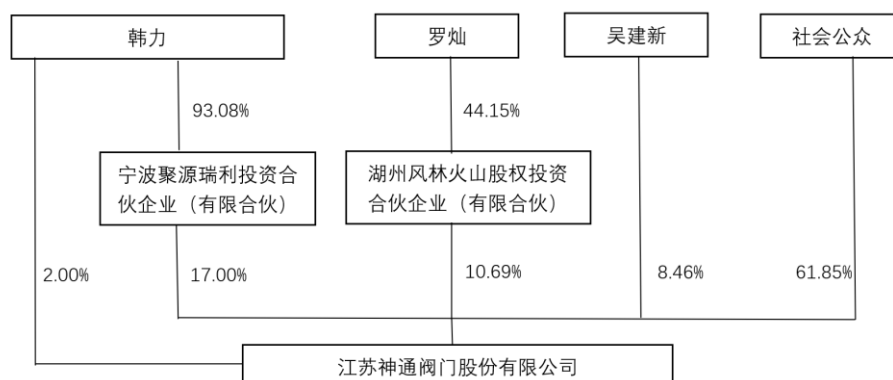 韩力
罗灿
吴建新
社会公众
93.08%
44.15%
宁波聚源瑞利投资合
伙企业（有限合伙）
湖州风林火山股权投资
合伙企业（有限合伙）
2.00%
17.00%
10.69%
8.46%
61.85%
江苏神通阀门股份有限公司